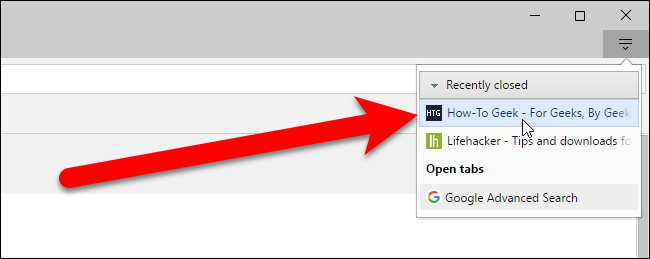 Recently closed
HTG How-To Geek - For Geeks, By Geek
lh Lifehacker - Tips and downloads fo
Open tabs
G Google Advanced Search